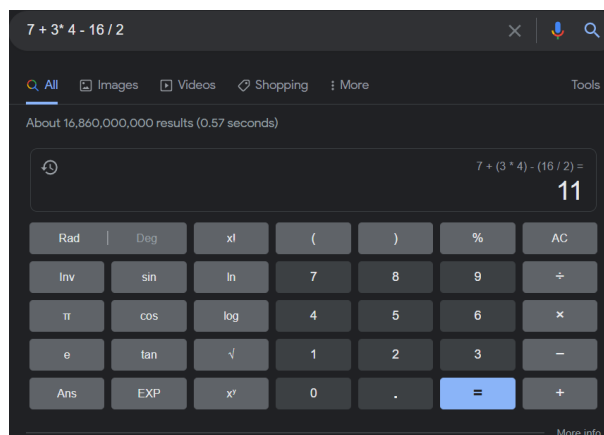 7 + 3* 4 - 16 / 2
All Images Videos Shopping More Tools
About 16,860,000,000 results (0.57 seconds)
7 + (3 * 4) - (16 / 2) =
11
Rad | Deg x! ( ) % AC
Inv sin ln 7 8 9 ÷
π cos log 4 5 6 ×
e tan √ 1 2 3 −
Ans EXP xʸ 0 . = +
More info